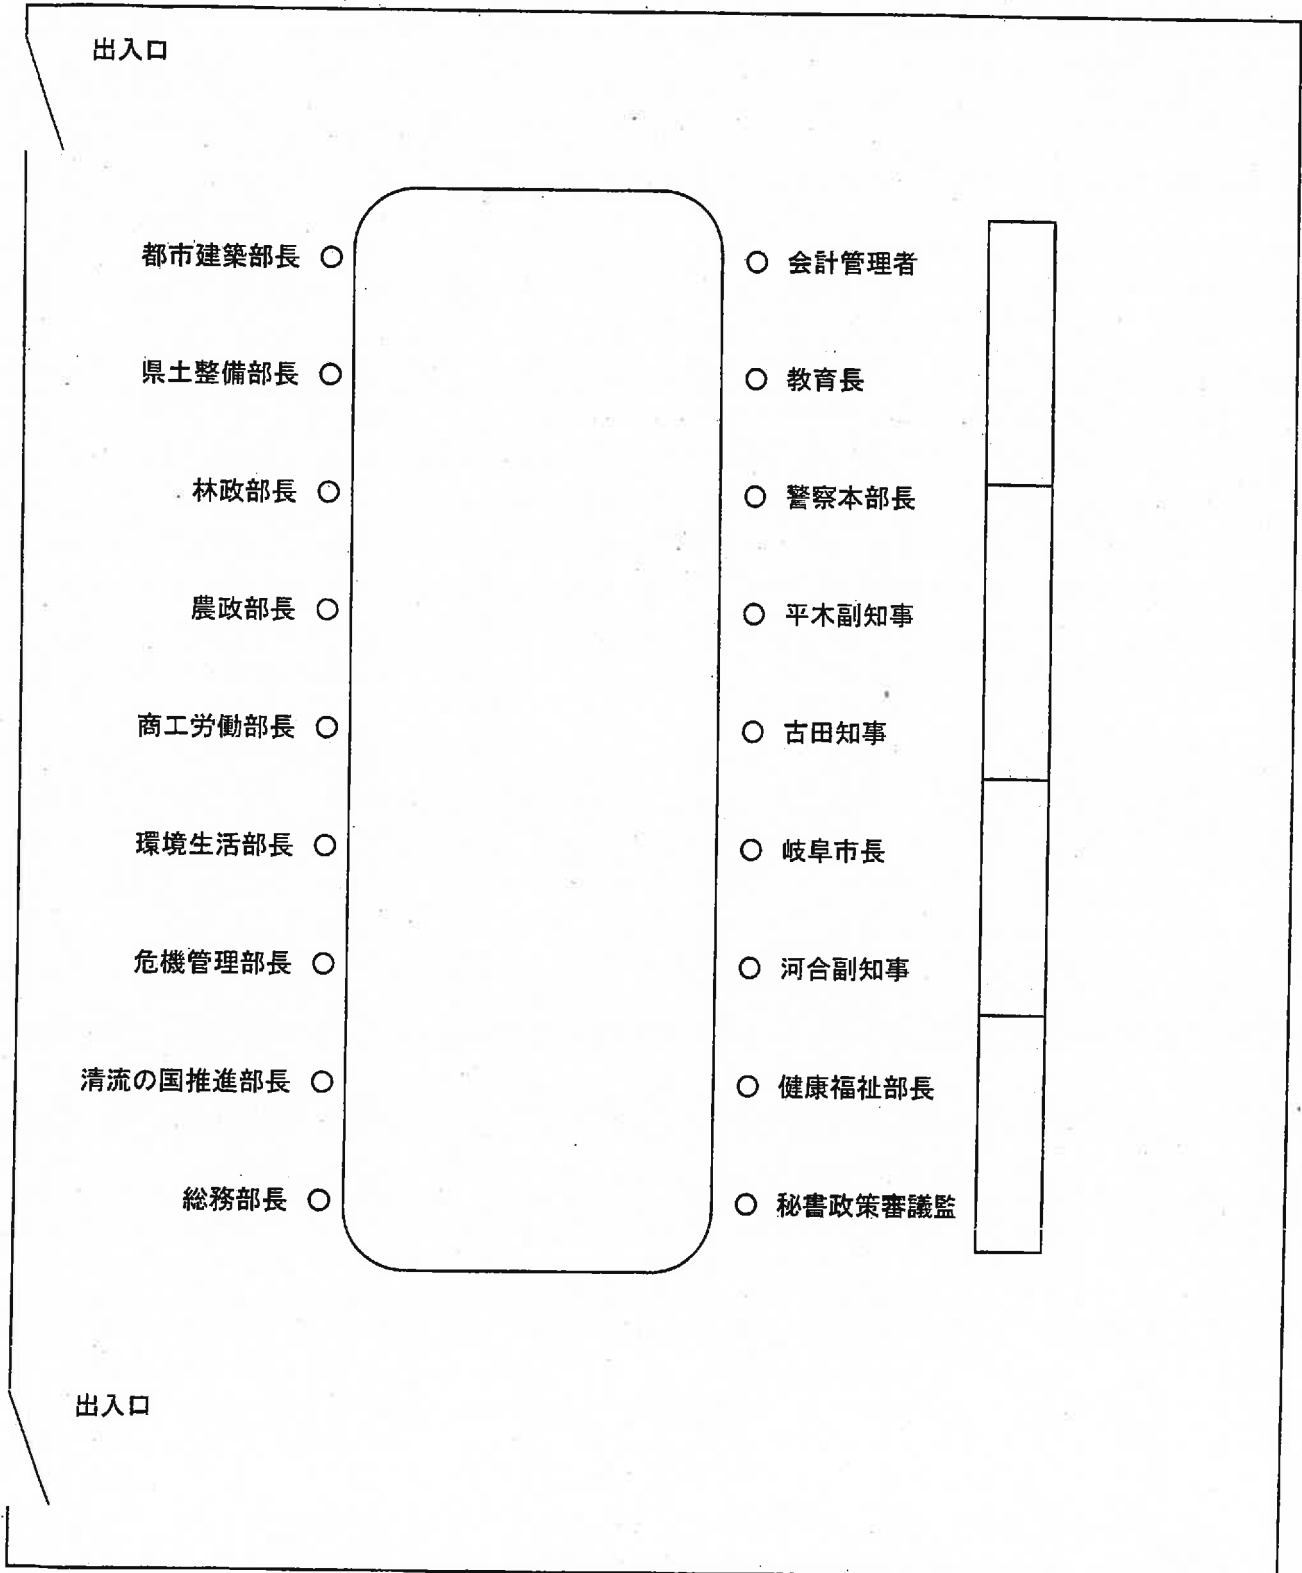 出入口
都市建築部長 ○
県土整備部長 ○
林政部長 ○
農政部長 ○
商工労働部長 ○
環境生活部長 ○
危機管理部長 ○
清流の国推進部長 ○
総務部長 ○
○ 会計管理者
○ 教育長
○ 警察本部長
○ 平木副知事
○ 古田知事
○ 岐阜市長
○ 河合副知事
○ 健康福祉部長
○ 秘書政策審議監
出入口